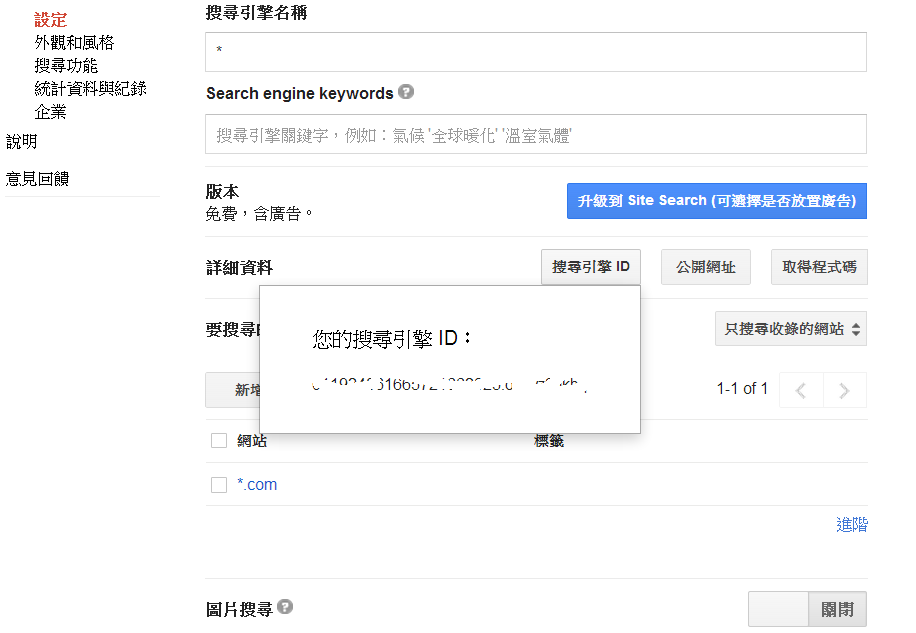 設定
外觀和風格
搜尋功能
統計資料與紀錄
企業
說明
意見回饋
搜尋引擎名稱
*
Search engine keywords
搜尋引擎關鍵字，例如：氣候 '全球暖化' '溫室氣體'
版本
免費，含廣告。
升級到 Site Search (可選擇是否放置廣告)
詳細資料
搜尋引擎 ID
公開網址
取得程式碼
您的搜尋引擎 ID：
要搜尋
只搜尋收錄的網站
新增
1-1 of 1
網站
標籤
*.com
進階
圖片搜尋
關閉